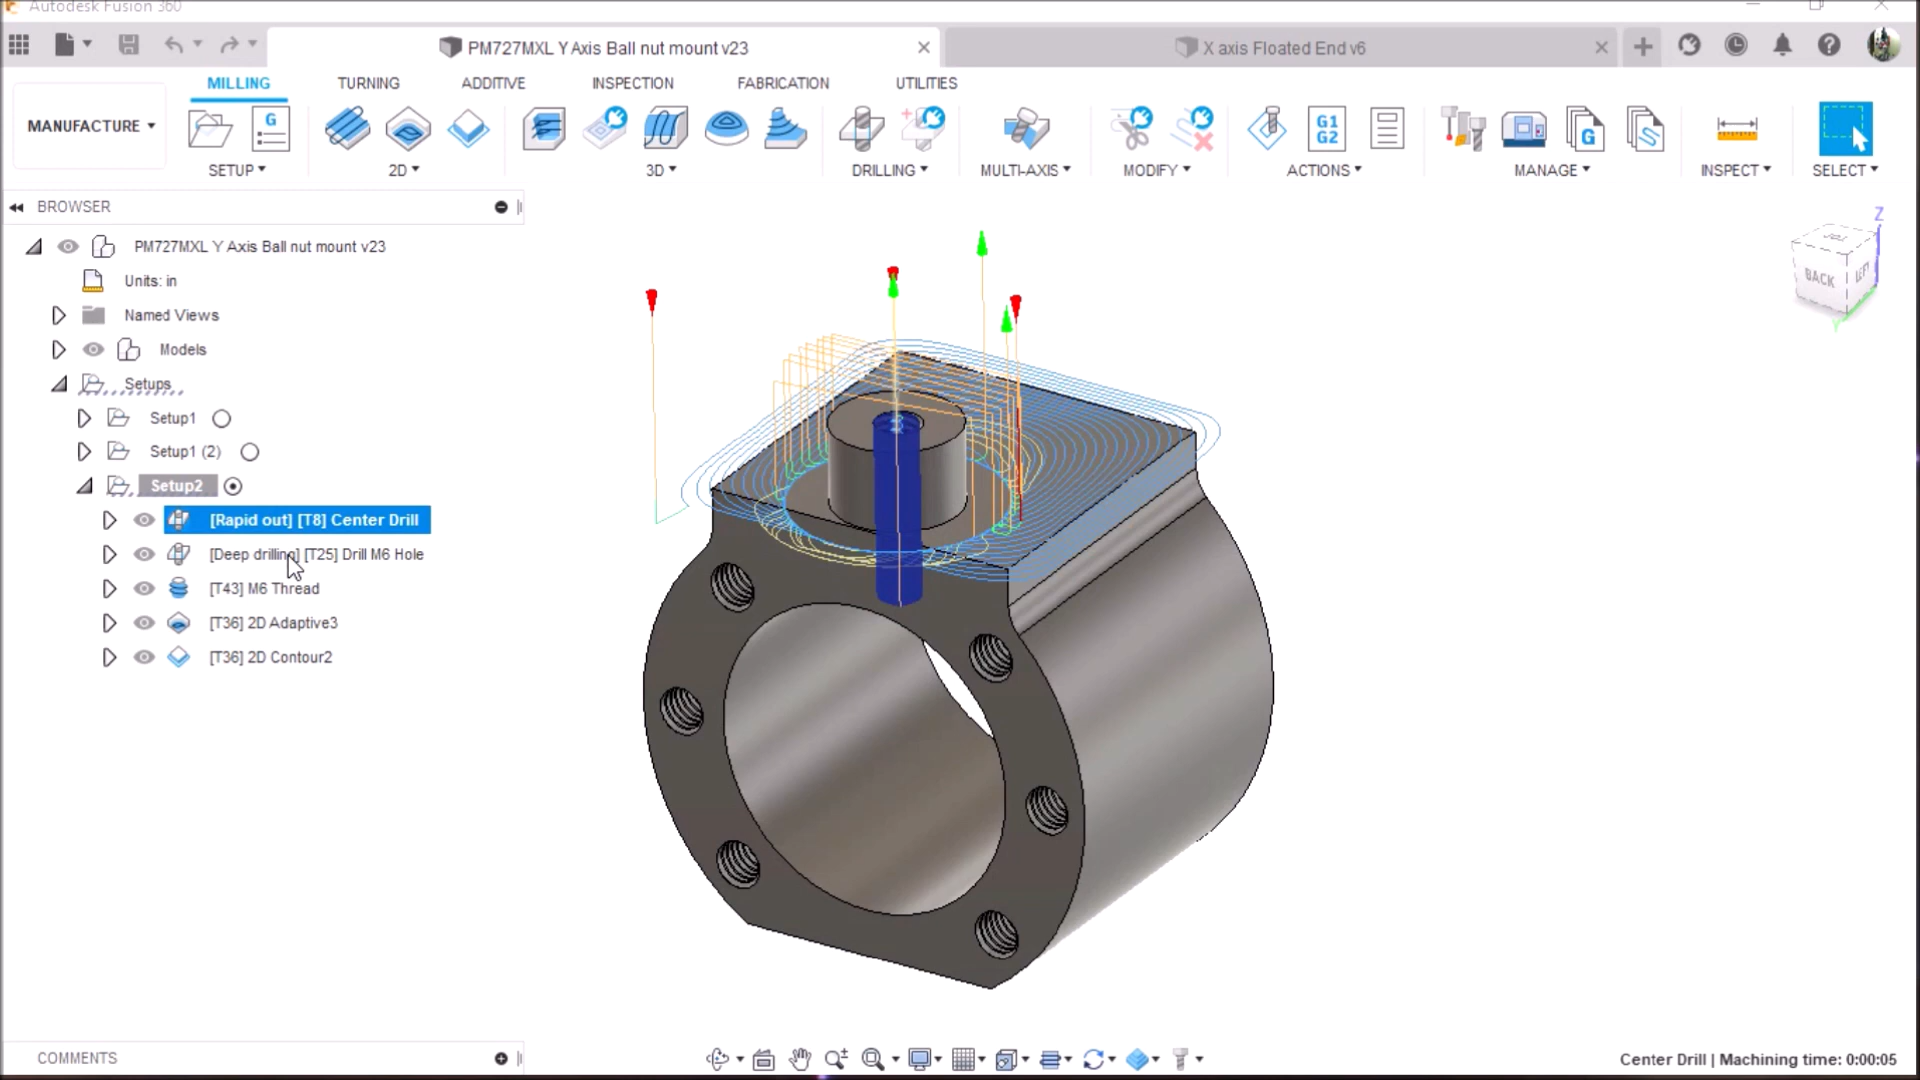 Autodesk Fusion 360
PM727MXL Y Axis Ball nut mount v23
X axis Floated End v6
MILLING
TURNING
ADDITIVE
INSPECTION
FABRICATION
UTILITIES
MANUFACTURE
G
G1
G2
G
SETUP
2D
3D
DRILLING
MULTI-AXIS
MODIFY
ACTIONS
MANAGE
INSPECT
SELECT
BROWSER
PM727MXL Y Axis Ball nut mount v23
Units: in
Named Views
Models
Setups
Setup1
Setup1 (2)
Setup2
[Rapid out] [T8] Center Drill
[Deep drilling] [T25] Drill M6 Hole
[T43] M6 Thread
[T36] 2D Adaptive3
[T36] 2D Contour2
Z
BACK
LEFT
Y
COMMENTS
Center Drill | Machining time: 0:00:05